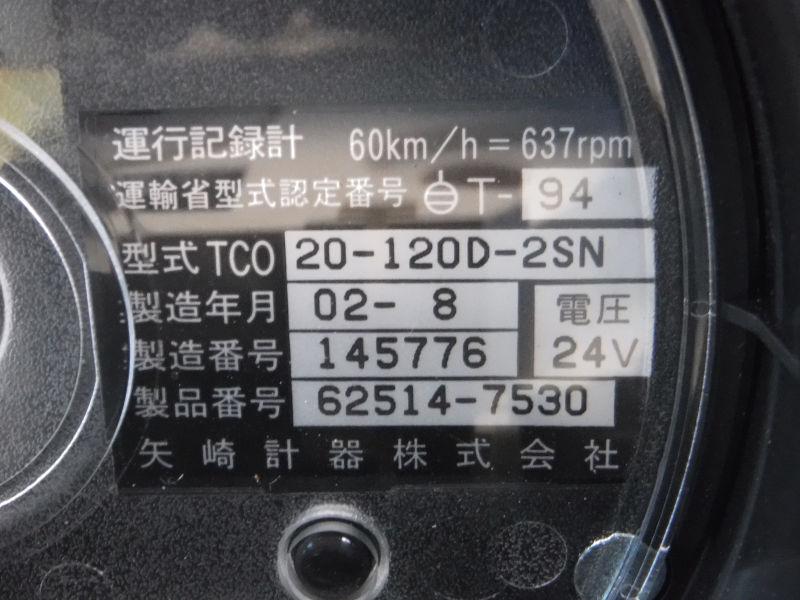 運行記録計 60km/h=637rpm
運輸省型式認定番号 T-94
型式TCO 20-120D-2SN
製造年月 02- 8 電圧
製造番号 145776 24V
製品番号 62514-7530
矢崎計器株式会社